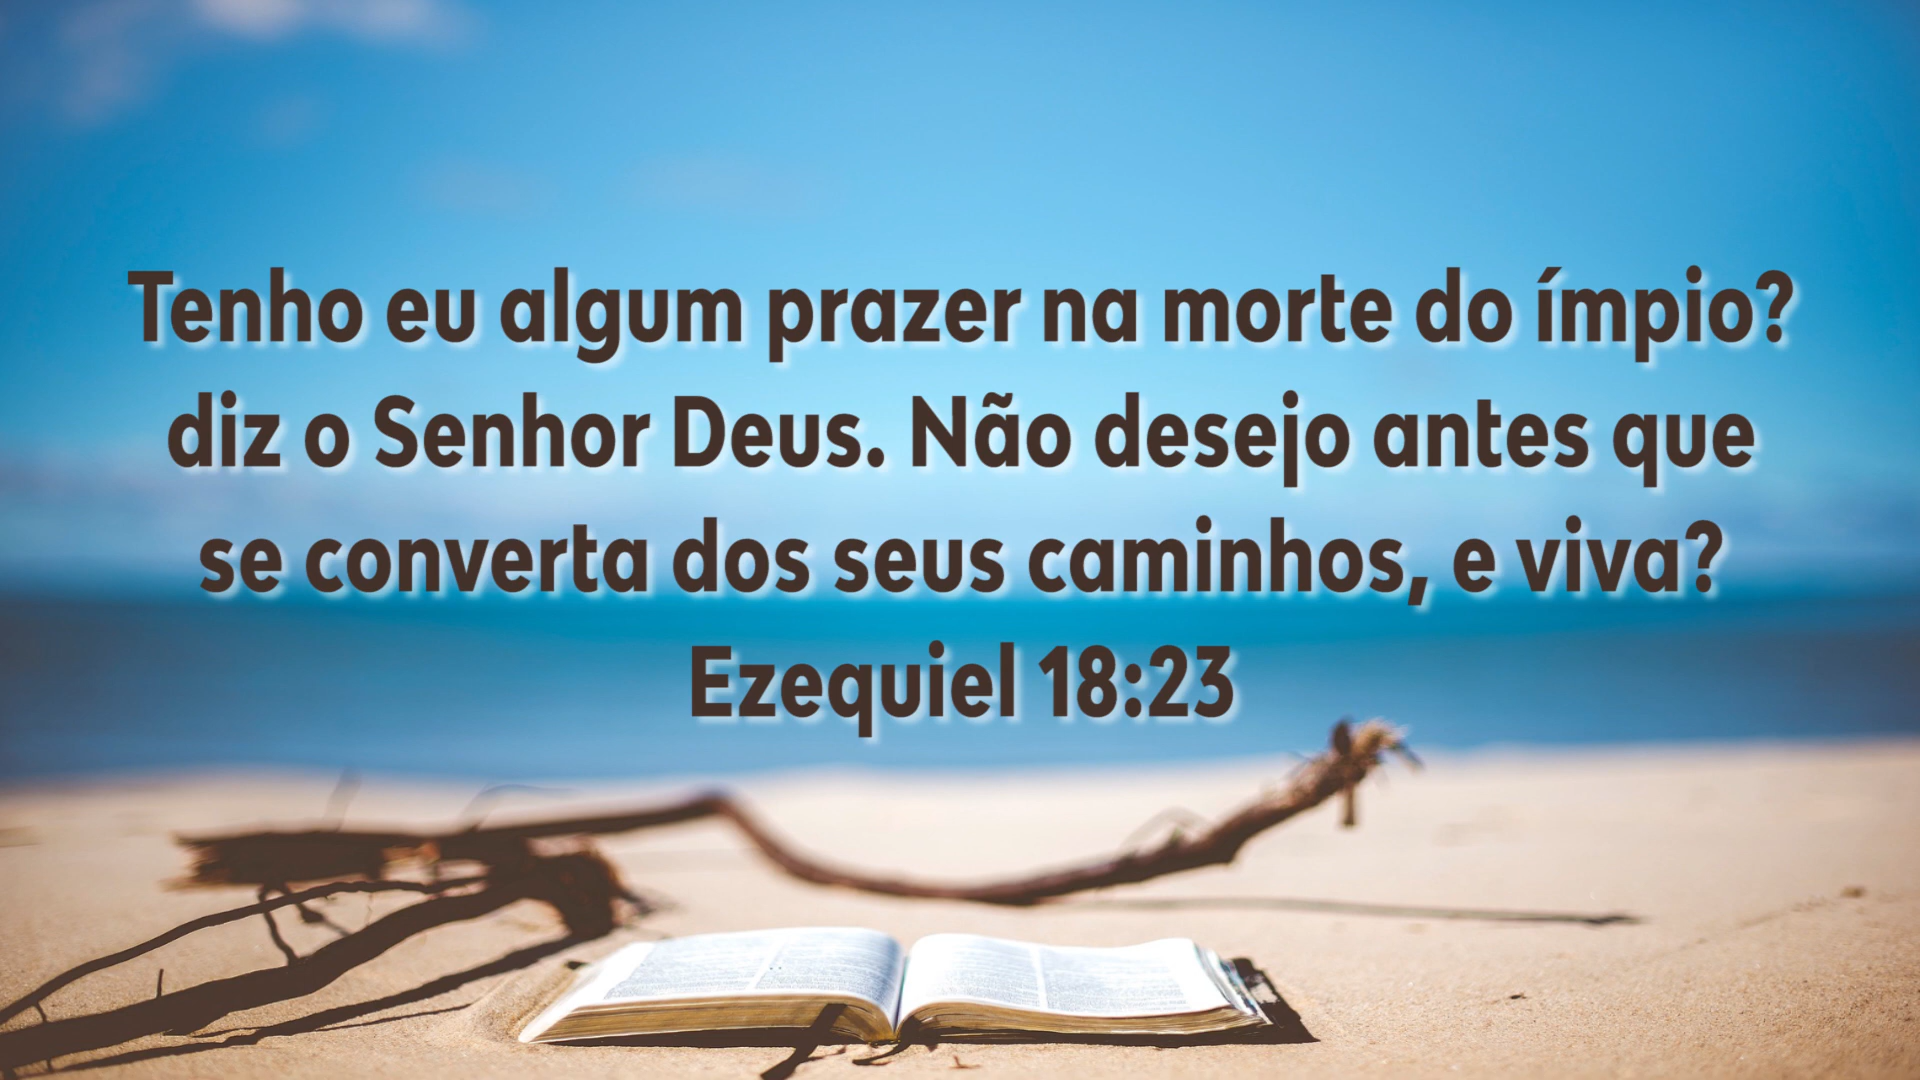 Tenho eu algum prazer na morte do ímpio?
diz o Senhor Deus. Não desejo antes que
se converta dos seus caminhos, e viva?
Ezequiel 18:23